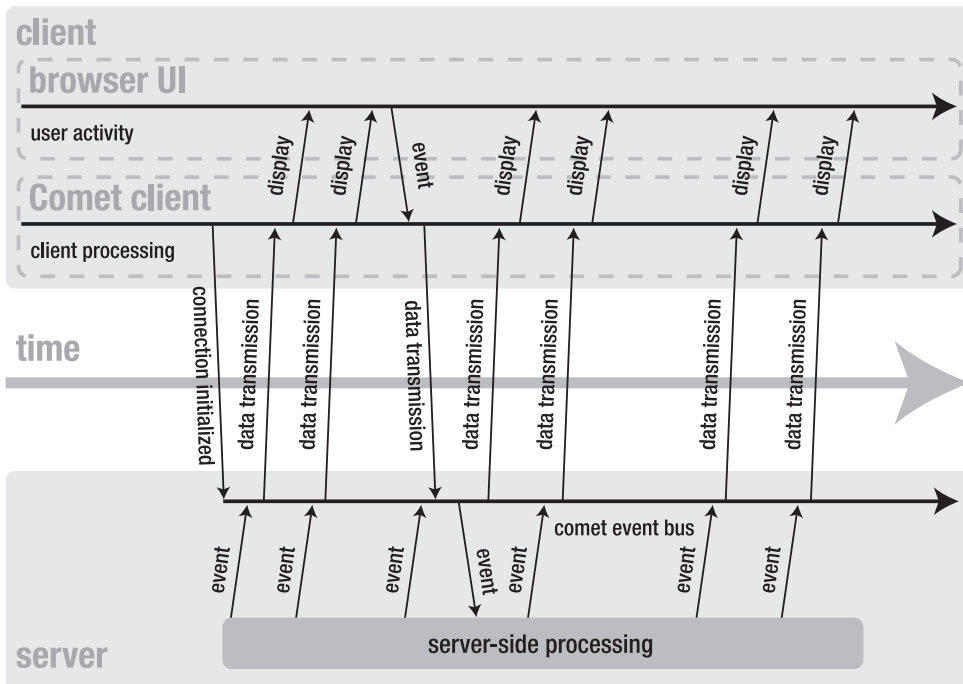 client
browser UI
user activity
display
display
event
display
display
display
display
Comet client
client processing
connection initialized
data transmission
data transmission
data transmission
data transmission
data transmission
data transmission
data transmission
time
comet event bus
event
event
event
event
event
event
event
server-side processing
server